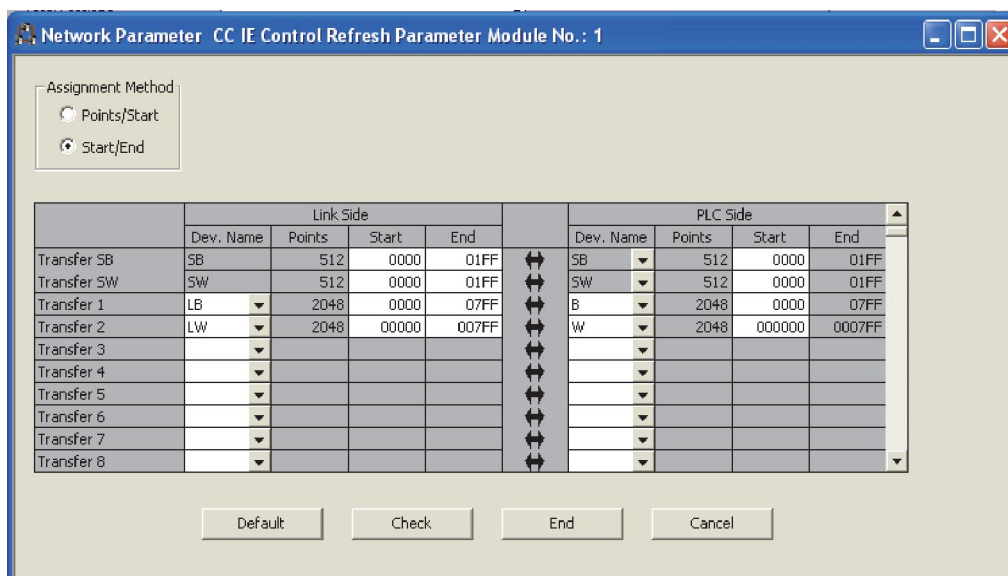 Network Parameter CC IE Control Refresh Parameter Module No.: 1
Assignment Method
Points/Start
Start/End
Link Side PLC Side
Dev. Name Points Start End Dev. Name Points Start End
Transfer SB SB 512 0000 01FF SB 512 0000 01FF
Transfer SW SW 512 0000 01FF SW 512 0000 01FF
Transfer 1 LB 2048 0000 07FF B 2048 0000 07FF
Transfer 2 LW 2048 00000 007FF W 2048 000000 0007FF
Transfer 3
Transfer 4
Transfer 5
Transfer 6
Transfer 7
Transfer 8
Default Check End Cancel